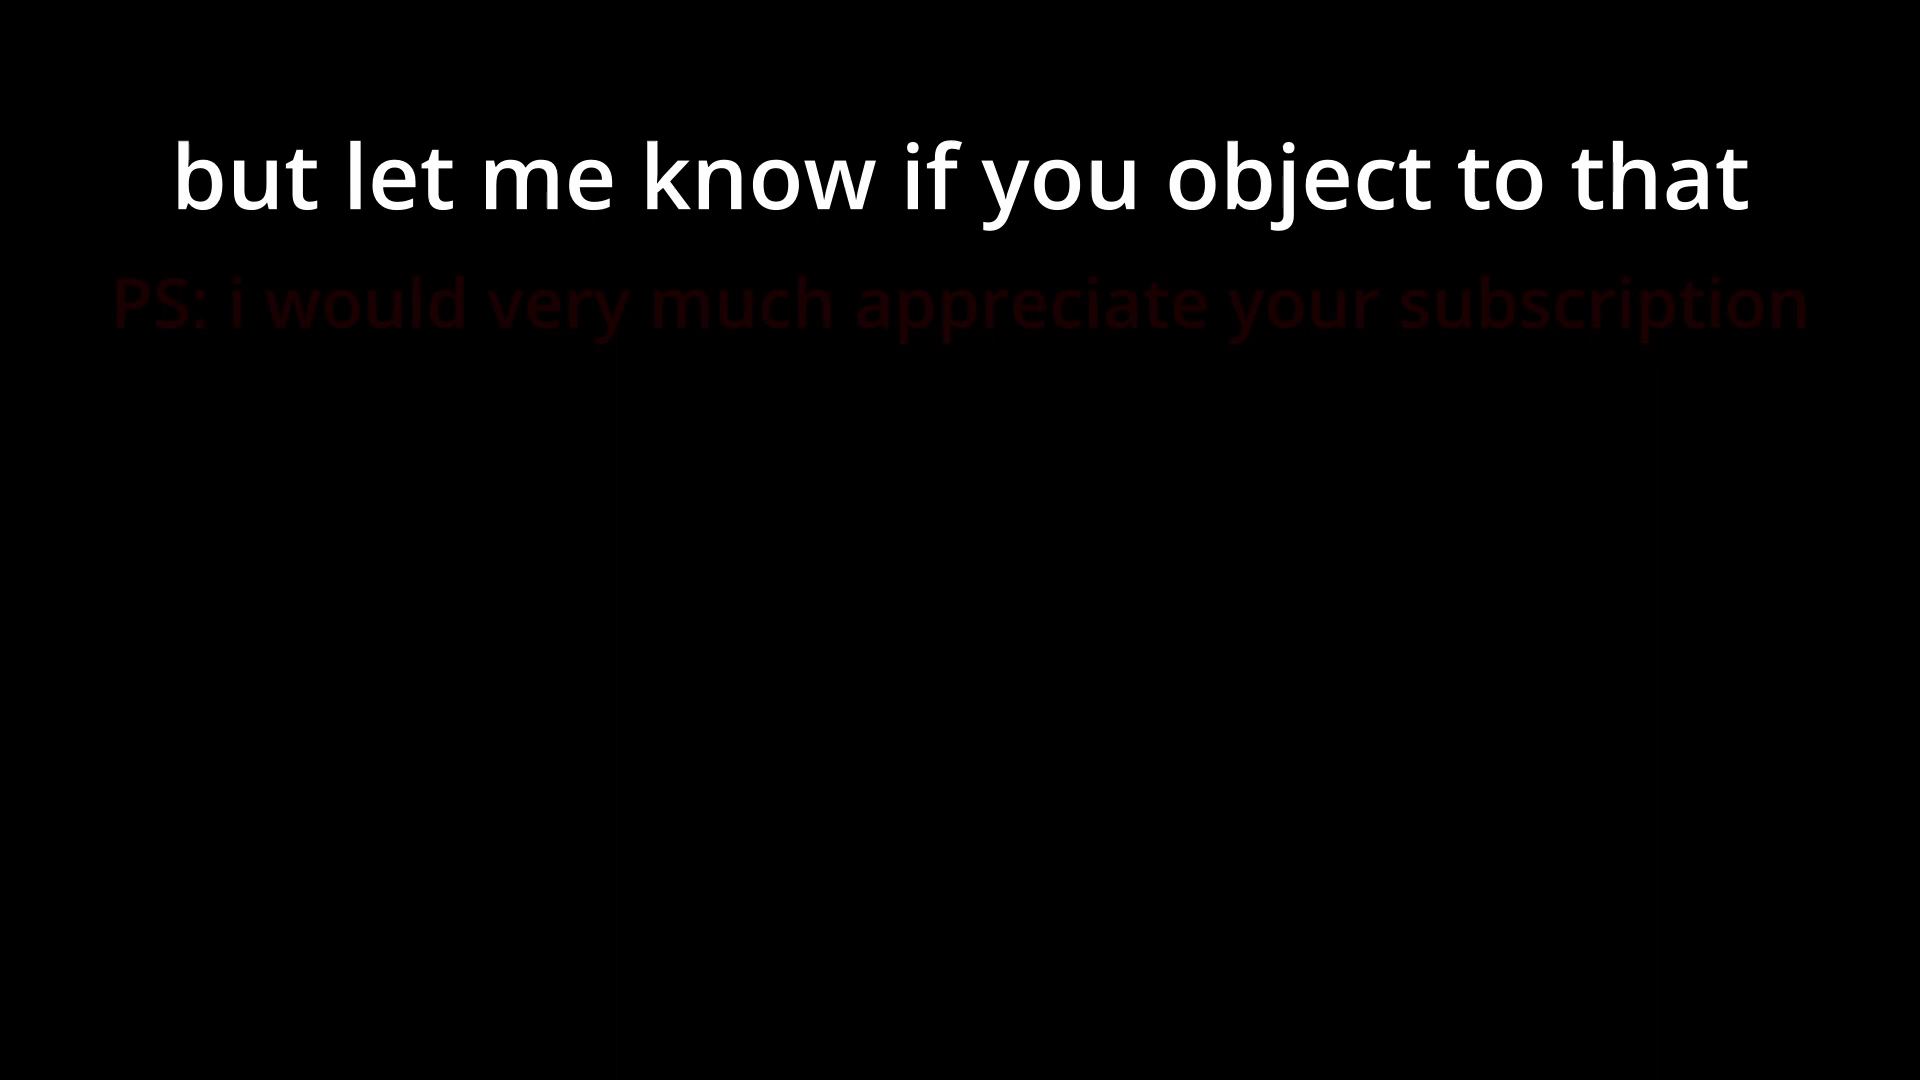 but let me know if you object to that
PS: i would very much appreciate your subscription